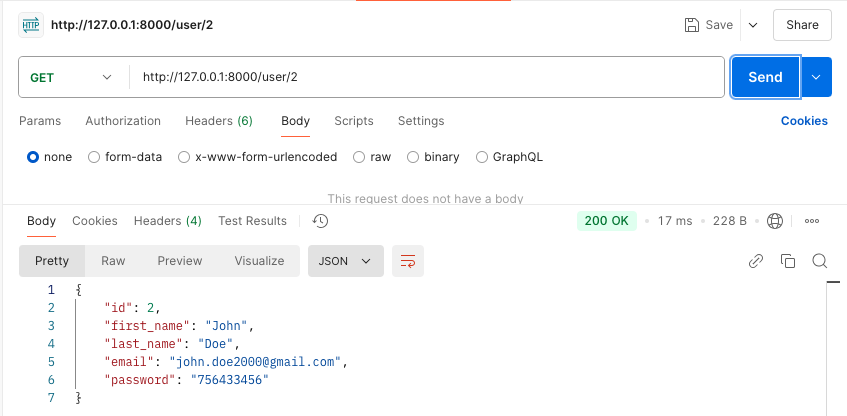 HTTP http://127.0.0.1:8000/user/2 Save Share
GET http://127.0.0.1:8000/user/2 Send
Params Authorization Headers (6) Body Scripts Settings Cookies
none form-data x-www-form-urlencoded raw binary GraphQL
This request does not have a body
Body Cookies Headers (4) Test Results 200 OK • 17 ms • 228 B •
Pretty Raw Preview Visualize JSON
1 {
2 "id": 2,
3 "first_name": "John",
4 "last_name": "Doe",
5 "email": "john.doe2000@gmail.com",
6 "password": "756433456"
7 }